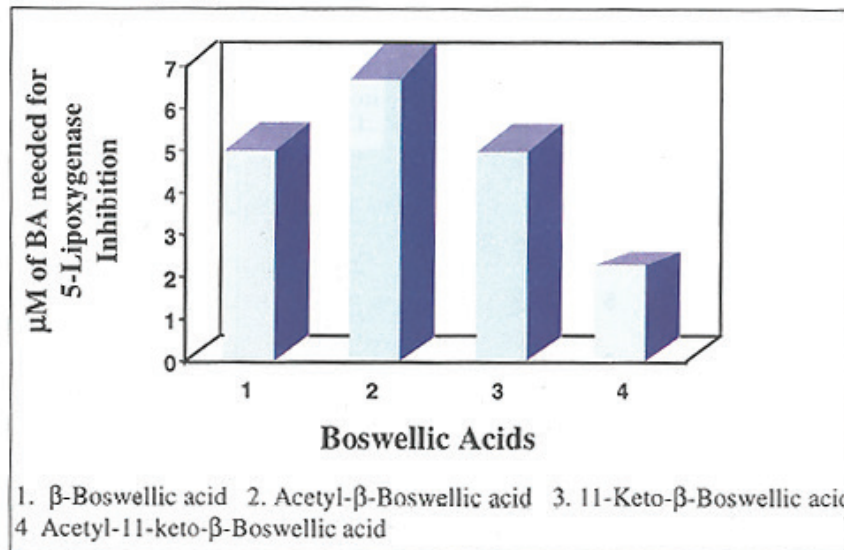 µM of BA needed for
5-Lipoxygenase
Inhibition
7
6
5
4
3
2
1
0
1 2 3 4
Boswellic Acids
1. β-Boswellic acid 2. Acetyl-β-Boswellic acid 3. 11-Keto-β-Boswellic acid
4 Acetyl-11-keto-β-Boswellic acid